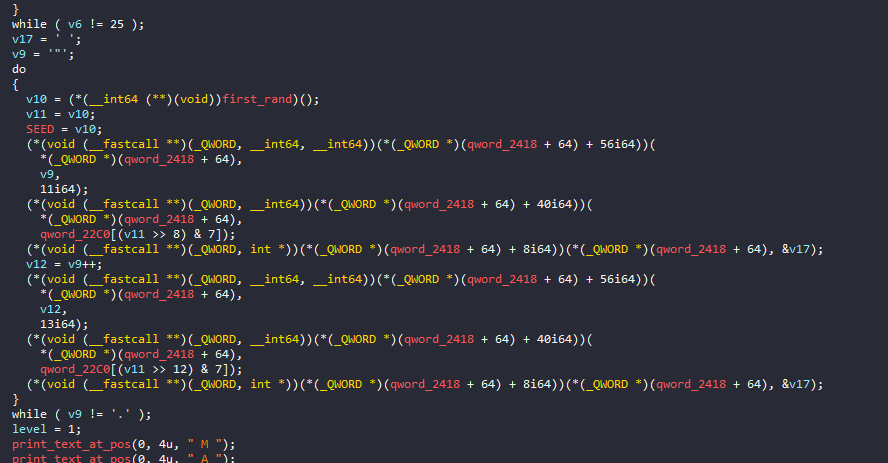 }
while ( v6 != 25 );
v17 = ' ';
v9 = '"';
do
{
v10 = (*(__int64 (**)(void))first_rand)();
v11 = v10;
SEED = v10;
(*(void (__fastcall **)(_QWORD, __int64, __int64))(*(_QWORD *)(qword_2418 + 64) + 56i64))(
*(_QWORD *)(qword_2418 + 64),
v9,
11i64);
(*(void (__fastcall **)(_QWORD, __int64))(*(_QWORD *)(qword_2418 + 64) + 40i64))(
*(_QWORD *)(qword_2418 + 64),
qword_22C0[(v11 >> 8) & 7]);
(*(void (__fastcall **)(_QWORD, int *))(*(_QWORD *)(qword_2418 + 64) + 8i64))(*(_QWORD *)(qword_2418 + 64), &v17);
v12 = v9++;
(*(void (__fastcall **)(_QWORD, __int64, __int64))(*(_QWORD *)(qword_2418 + 64) + 56i64))(
*(_QWORD *)(qword_2418 + 64),
v12,
13i64);
(*(void (__fastcall **)(_QWORD, __int64))(*(_QWORD *)(qword_2418 + 64) + 40i64))(
*(_QWORD *)(qword_2418 + 64),
qword_22C0[(v11 >> 12) & 7]);
(*(void (__fastcall **)(_QWORD, int *))(*(_QWORD *)(qword_2418 + 64) + 8i64))(*(_QWORD *)(qword_2418 + 64), &v17);
}
while ( v9 != '.' );
level = 1;
print_text_at_pos(0, 4u, " M ");
print_text_at_pos(0, 5u, " A ");